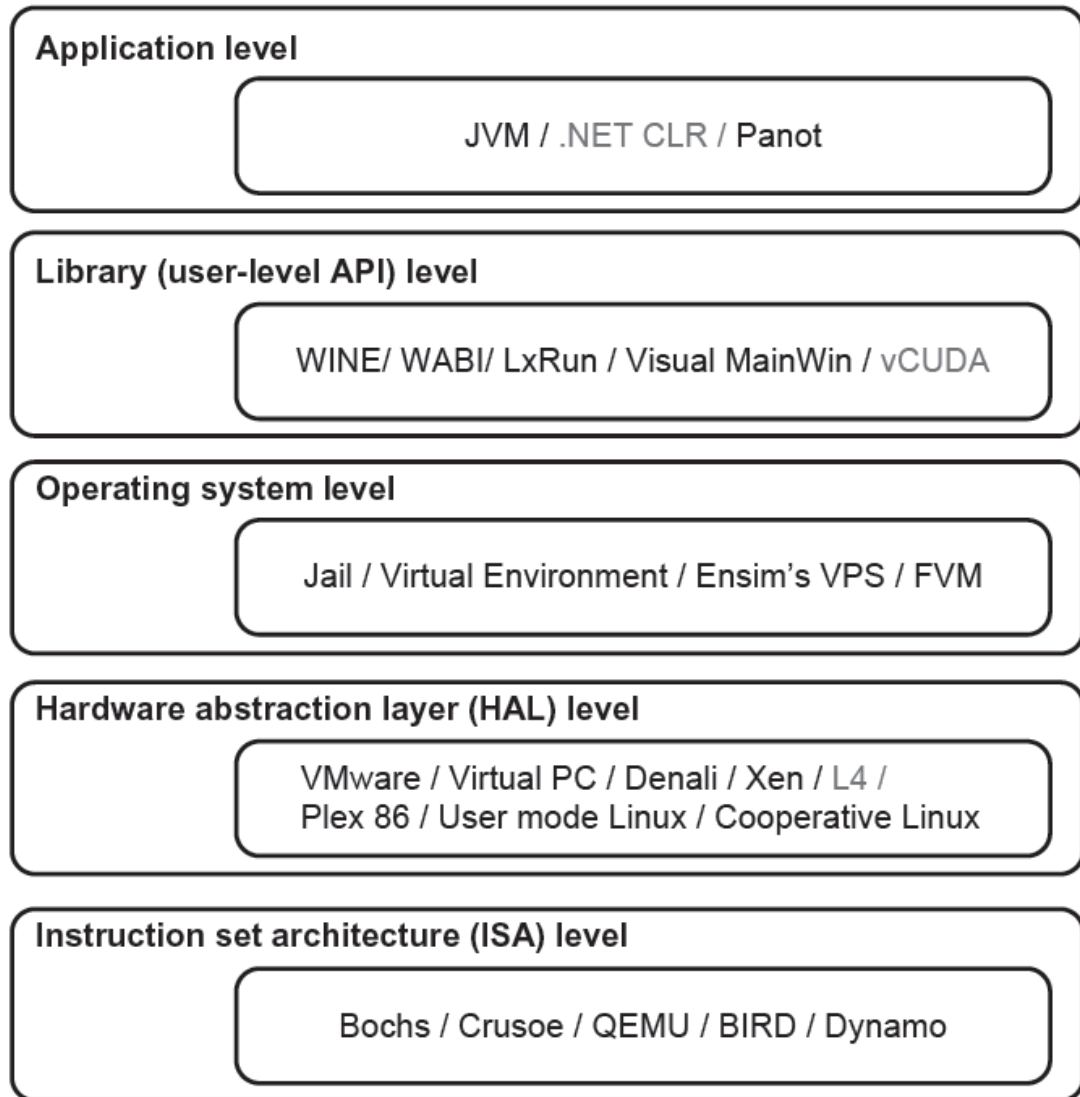 Application level
JVM / .NET CLR / Panot
Library (user-level API) level
WINE/ WABI/ LxRun / Visual MainWin / vCUDA
Operating system level
Jail / Virtual Environment / Ensim’s VPS / FVM
Hardware abstraction layer (HAL) level
VMware / Virtual PC / Denali / Xen / L4 /
Plex 86 / User mode Linux / Cooperative Linux
Instruction set architecture (ISA) level
Bochs / Crusoe / QEMU / BIRD / Dynamo